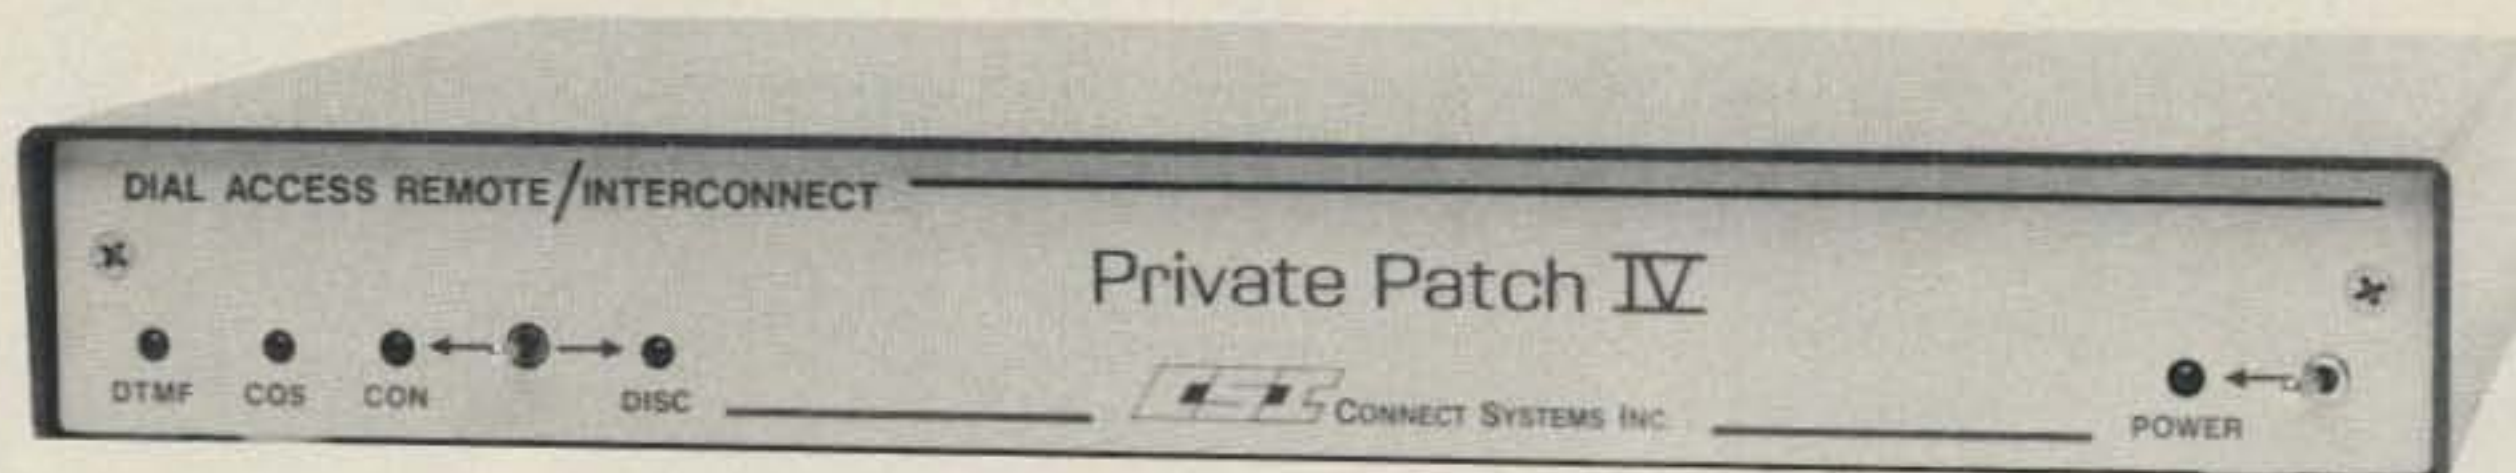 DIAL ACCESS REMOTE/INTERCONNECT
Private Patch IV
DTMF COS CON DISC
CSI CONNECT SYSTEMS INC.
POWER